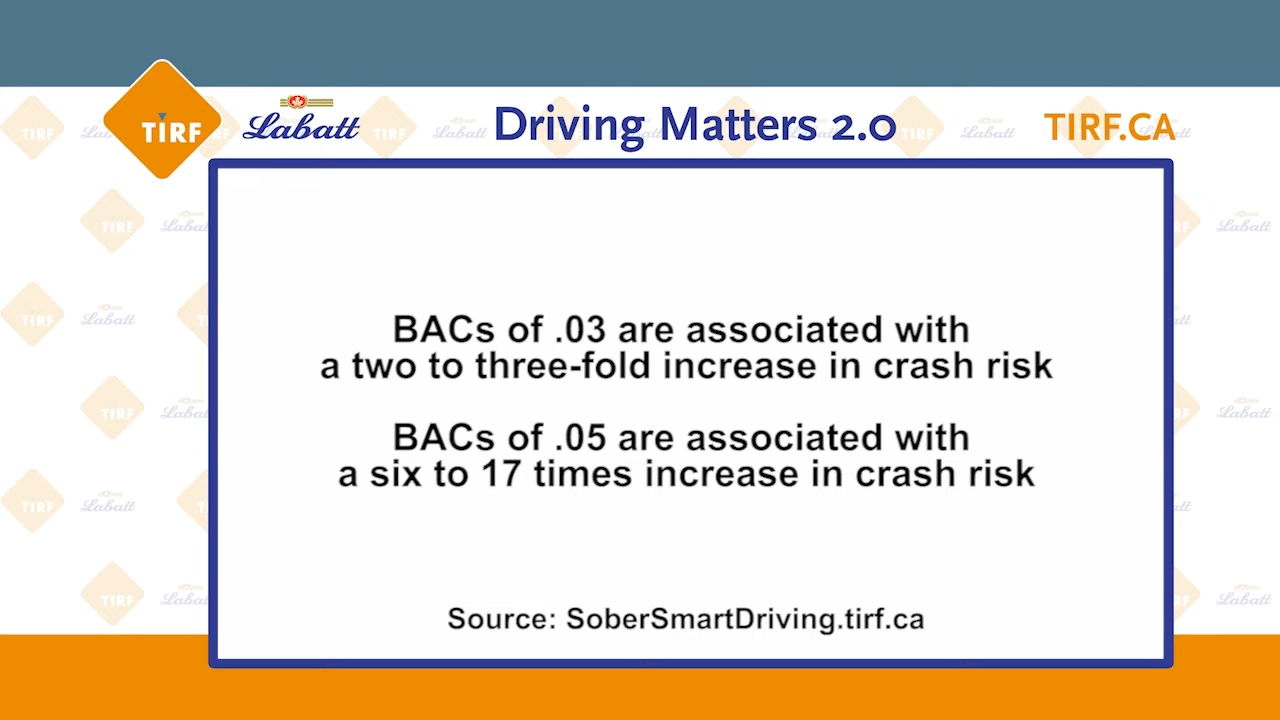 TIRF
Labatt
Driving Matters 2.0
TIRF.CA
BACs of .03 are associated with
a two to three-fold increase in crash risk
BACs of .05 are associated with
a six to 17 times increase in crash risk
Source: SoberSmartDriving.tirf.ca